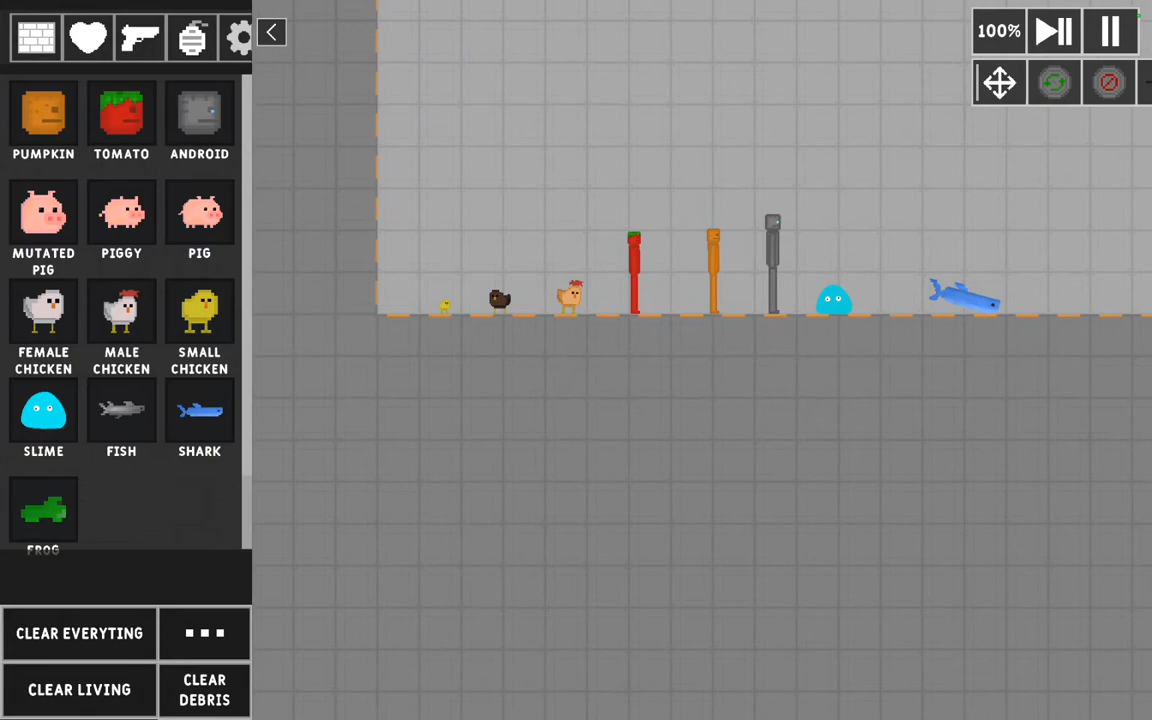 100%
PUMPKIN
TOMATO
ANDROID
MUTATED
PIG
PIGGY
PIG
FEMALE
CHICKEN
MALE
CHICKEN
SMALL
CHICKEN
SLIME
FISH
SHARK
FROG
CLEAR EVERYTING
CLEAR LIVING
CLEAR
DEBRIS